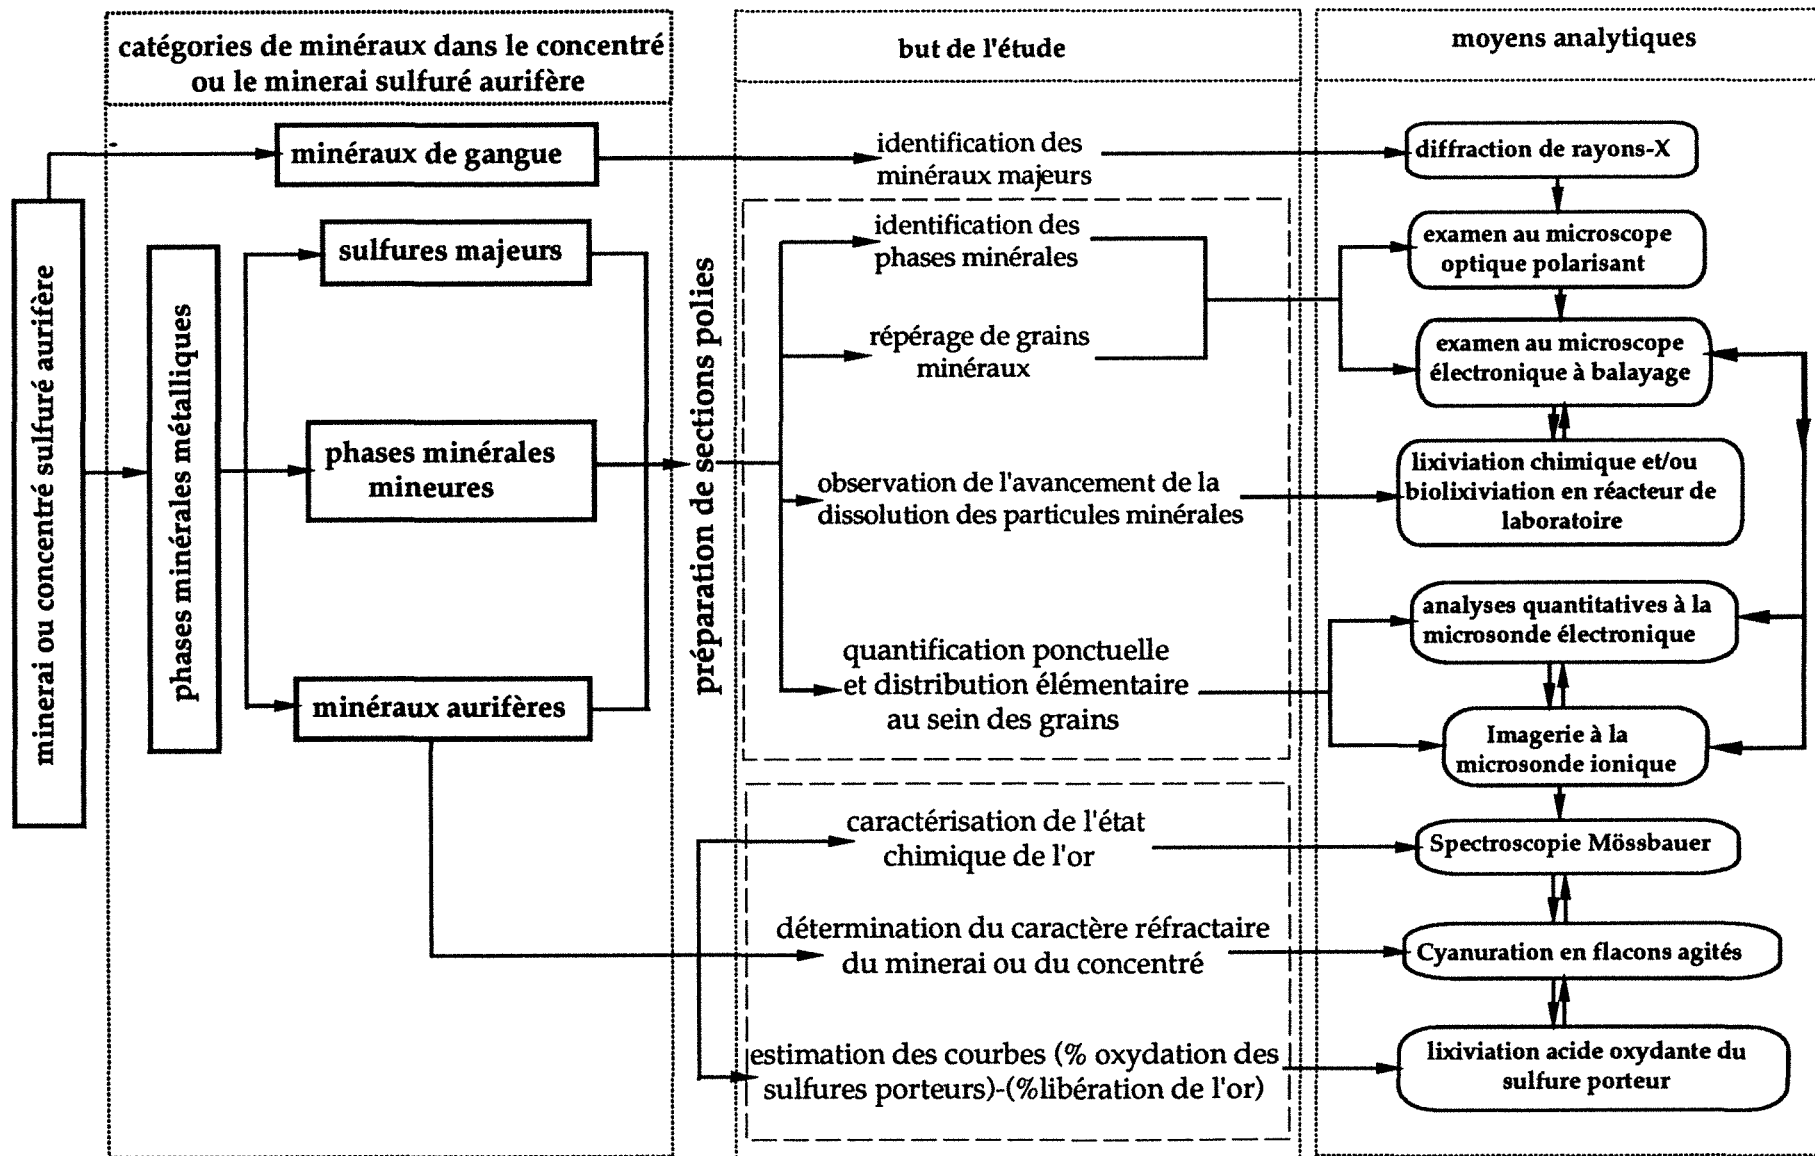 catégories de minéraux dans le concentré
ou le minerai sulfuré aurifère
but de l'étude
moyens analytiques
minerai ou concentré sulfuré aurifère
phases minérales métalliques
minéraux de gangue
sulfures majeurs
phases minérales
mineures
minéraux aurifères
préparation de sections polies
identification des
minéraux majeurs
identification des
phases minérales
répérage de grains
minéraux
observation de l'avancement de la
dissolution des particules minérales
quantification ponctuelle
et distribution élémentaire
au sein des grains
caractérisation de l'état
chimique de l'or
détermination du caractère réfractaire
du minerai ou du concentré
estimation des courbes (% oxydation des
sulfures porteurs)-(%libération de l'or)
diffraction de rayons-X
examen au microscope
optique polarisant
examen au microscope
électronique à balayage
lixiviation chimique et/ou
biolixiviation en réacteur de
laboratoire
analyses quantitatives à la
microsonde électronique
Imagerie à la
microsonde ionique
Spectroscopie Mössbauer
Cyanuration en flacons agités
lixiviation acide oxydante du
sulfure porteur